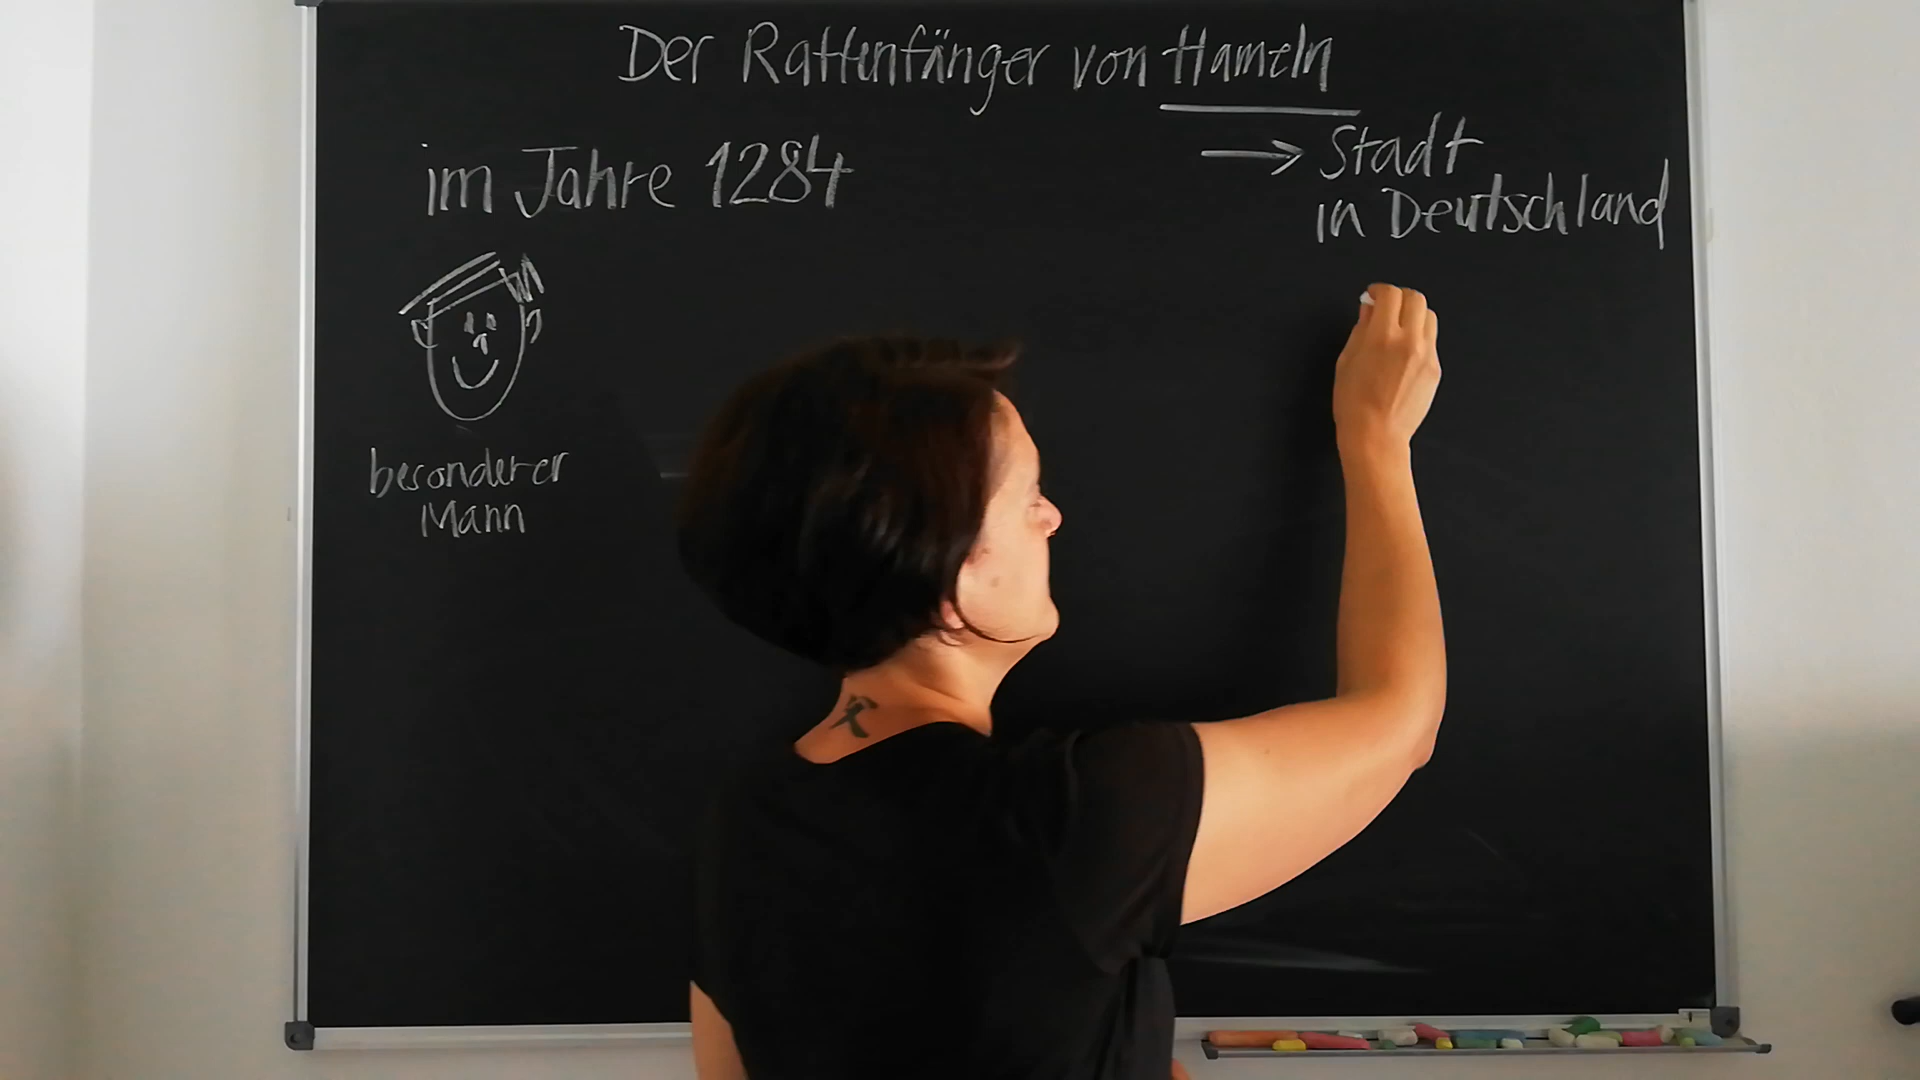 Der Rattenfänger von Hameln
im Jahre 1284
→ Stadt
in Deutschland
besonderer
Mann